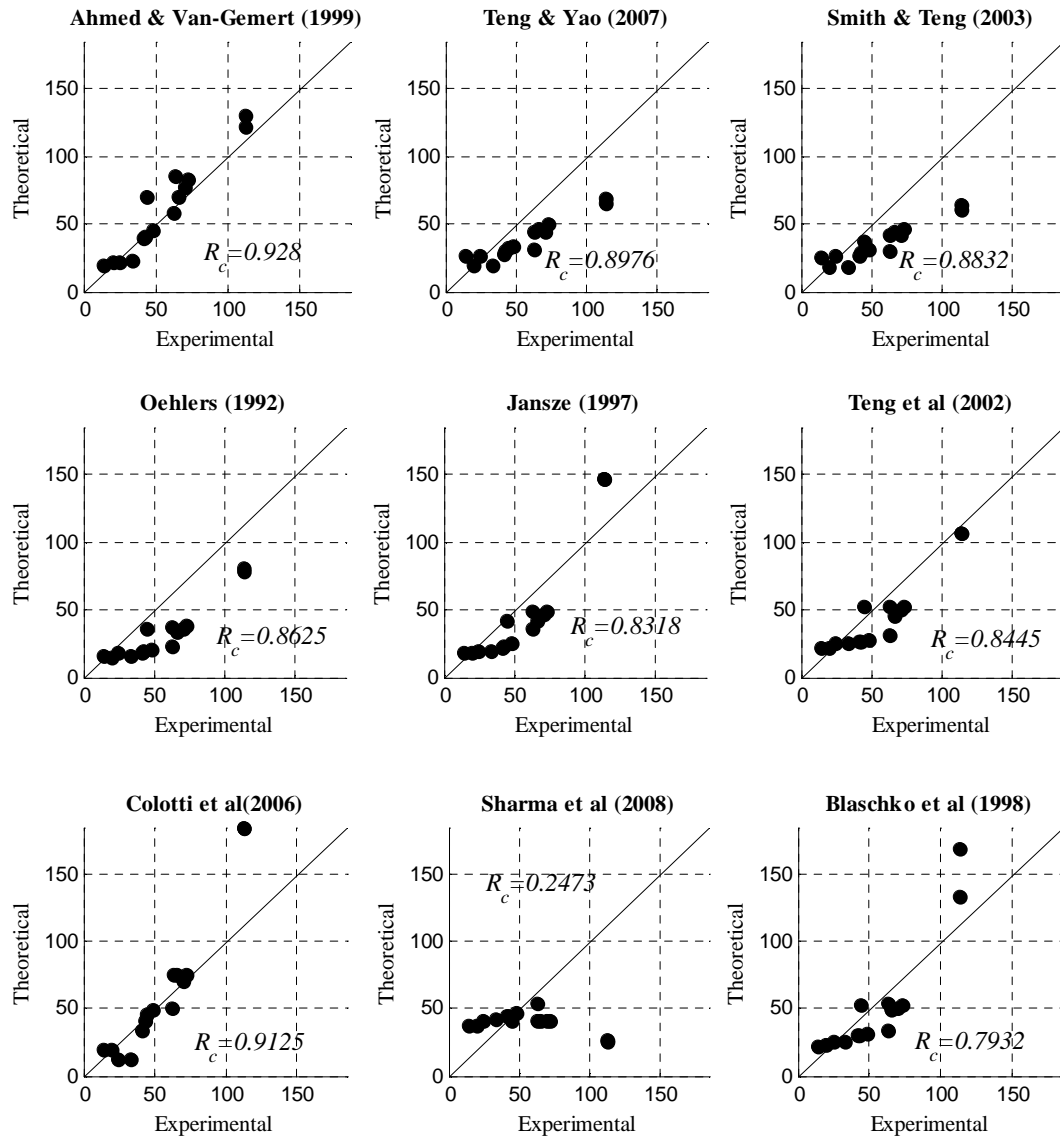 Ahmed & Van-Gemert (1999)
Theoretical
150
100
50
0
R_c=0.928
0 50 100 150
Experimental
Teng & Yao (2007)
Theoretical
150
100
50
0
R_c=0.8976
0 50 100 150
Experimental
Smith & Teng (2003)
Theoretical
150
100
50
0
R_c=0.8832
0 50 100 150
Experimental
Oehlers (1992)
Theoretical
150
100
50
0
R_c=0.8625
0 50 100 150
Experimental
Jansze (1997)
Theoretical
150
100
50
0
R_c=0.8318
0 50 100 150
Experimental
Teng et al (2002)
Theoretical
150
100
50
0
R_c=0.8445
0 50 100 150
Experimental
Colotti et al(2006)
Theoretical
150
100
50
0
R_c=0.9125
0 50 100 150
Experimental
Sharma et al (2008)
Theoretical
150
R_c=0.2473
100
50
0
0 50 100 150
Experimental
Blaschko et al (1998)
Theoretical
150
100
50
0
R_c=0.7932
0 50 100 150
Experimental